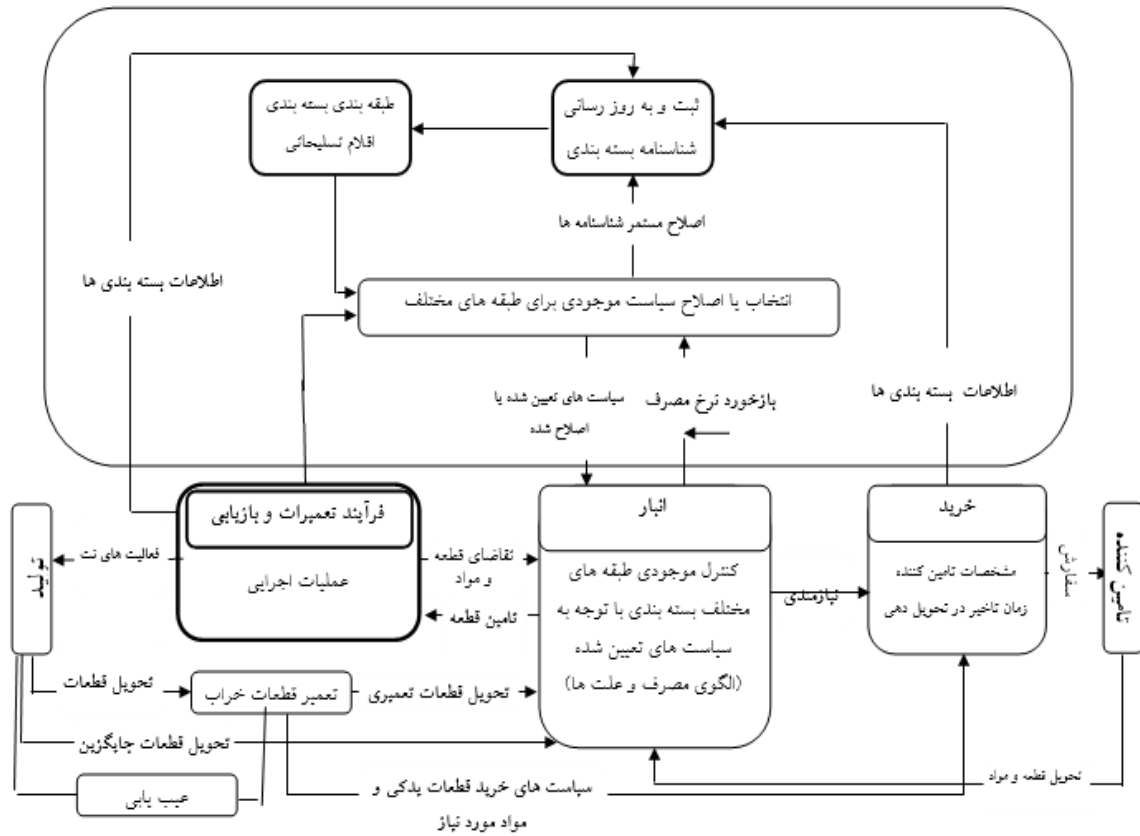 ثبت و به روز رسانی
شناسنامه بسته بندی
طبقه بندی بسته بندی
اقلام تسلیحاتی
اصلاح مستمر شناسنامه ها
اطلاعات بسته بندی ها
انتخاب یا اصلاح سیاست موجودی برای طبقه های مختلف
اطلاعات بسته بندی ها
بازخورد نرخ مصرف
سیاست های تعیین شده یا
اصلاح شده
تامین کننده
سفارش
خرید
مشخصات تامین کننده
زمان تاخیر در تحویل دهی
نیازمندی
انبار
کنترل موجودی طبقه های
مختلف بسته بندی با توجه به
سیاست های تعیین شده
(الگوی مصرف و علت ها)
تقاضای قطعه
و مواد
تامین قطعه
فرآیند تعمیرات و بازیابی
عملیات اجرایی
فعالیت های نت
تولید
تحویل قطعات تعمیری
تعمیر قطعات خراب
تحویل قطعات
تحویل قطعات جایگزین
تحویل قطعه و مواد
سیاست های خرید قطعات یدکی و
مواد مورد نیاز
عیب یابی